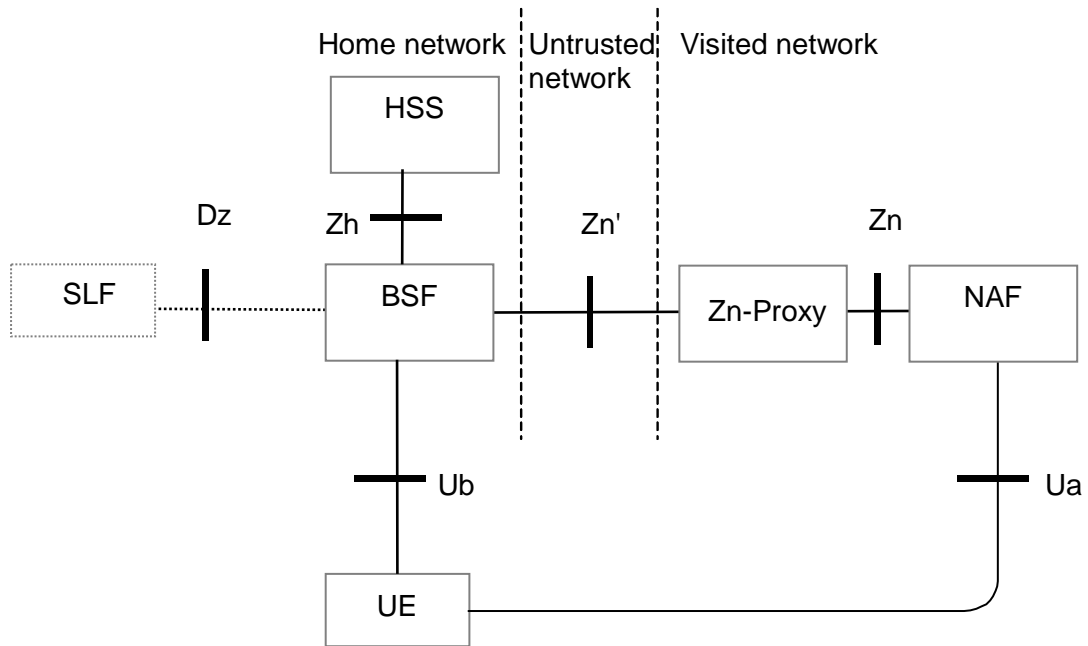 Home network
Untrusted
network
Visited network
HSS
Dz
Zh
Zn'
Zn
SLF
BSF
Zn-Proxy
NAF
Ub
Ua
UE